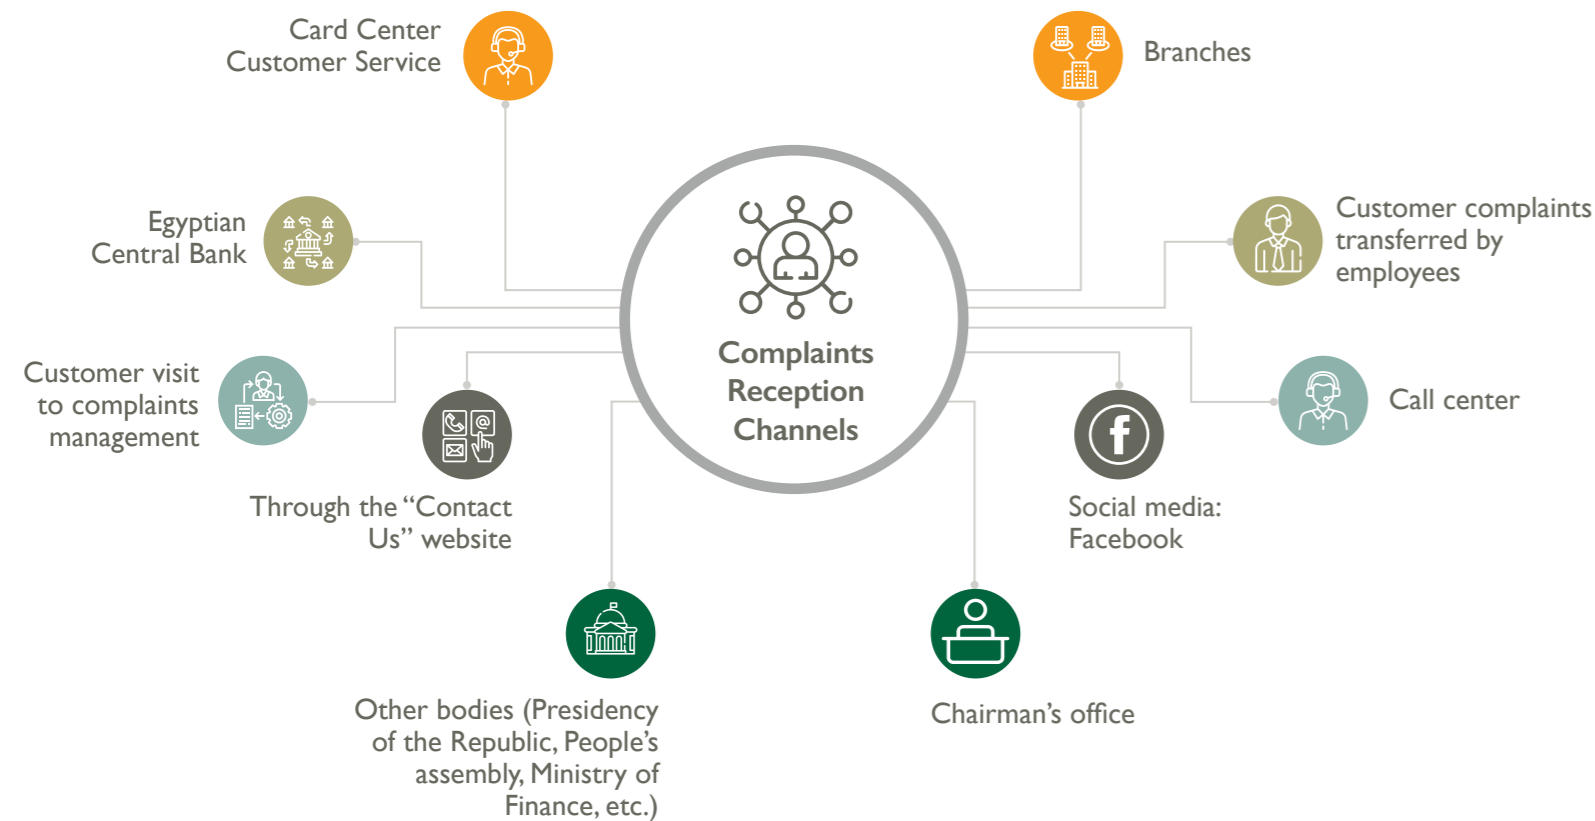 Card Center
Customer Service
Branches
Egyptian
Central Bank
Customer complaints
transferred by
employees
Complaints
Reception
Channels
Customer visit
to complaints
management
Call center
Through the “Contact
Us” website
Social media:
Facebook
Other bodies (Presidency
of the Republic, People’s
assembly, Ministry of
Finance, etc.)
Chairman’s office